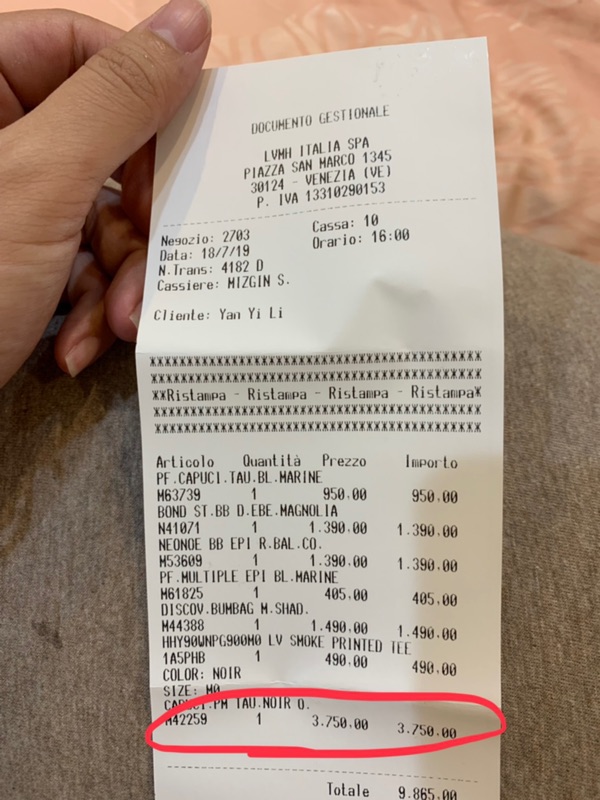 DOCUMENTO GESTIONALE
LVMH ITALIA SPA
PIAZZA SAN MARCO 1345
30124 - VENEZIA (VE)
P. IVA 13310290153
Negozio: 2703 Cassa: 10
Data: 18/7/19 Orario: 16:00
N.Trans: 4182 D
Cassiere: MIZGIN S.
Cliente: Yan Yi Li
**Ristampa - Ristampa - Ristampa - Ristampa*
Articolo Quantità Prezzo Importo
PF.CAPUCI.TAU.BL.MARINE
M63739 1 950.00 950.00
BOND ST.BB D.EBE.MAGNOLIA
N41071 1 1.390.00 1.390.00
NEONOE BB EPI R.BAL.CO.
M53609 1 1.390.00 1.390.00
PF.MULTIPLE EPI BL.MARINE
M61825 1 405.00 405.00
DISCOV.BUMBAG M.SHAD.
M44388 1 1.490.00 1.490.00
HHY90WNPG900M0 LV SMOKE PRINTED TEE
1A5PHB 1 490.00 490.00
COLOR: NOIR
SIZE: M0
CAPUCI.PM TAU.NOIR O.
M42259 1 3.750.00 3.750.00
Totale 9.865.00